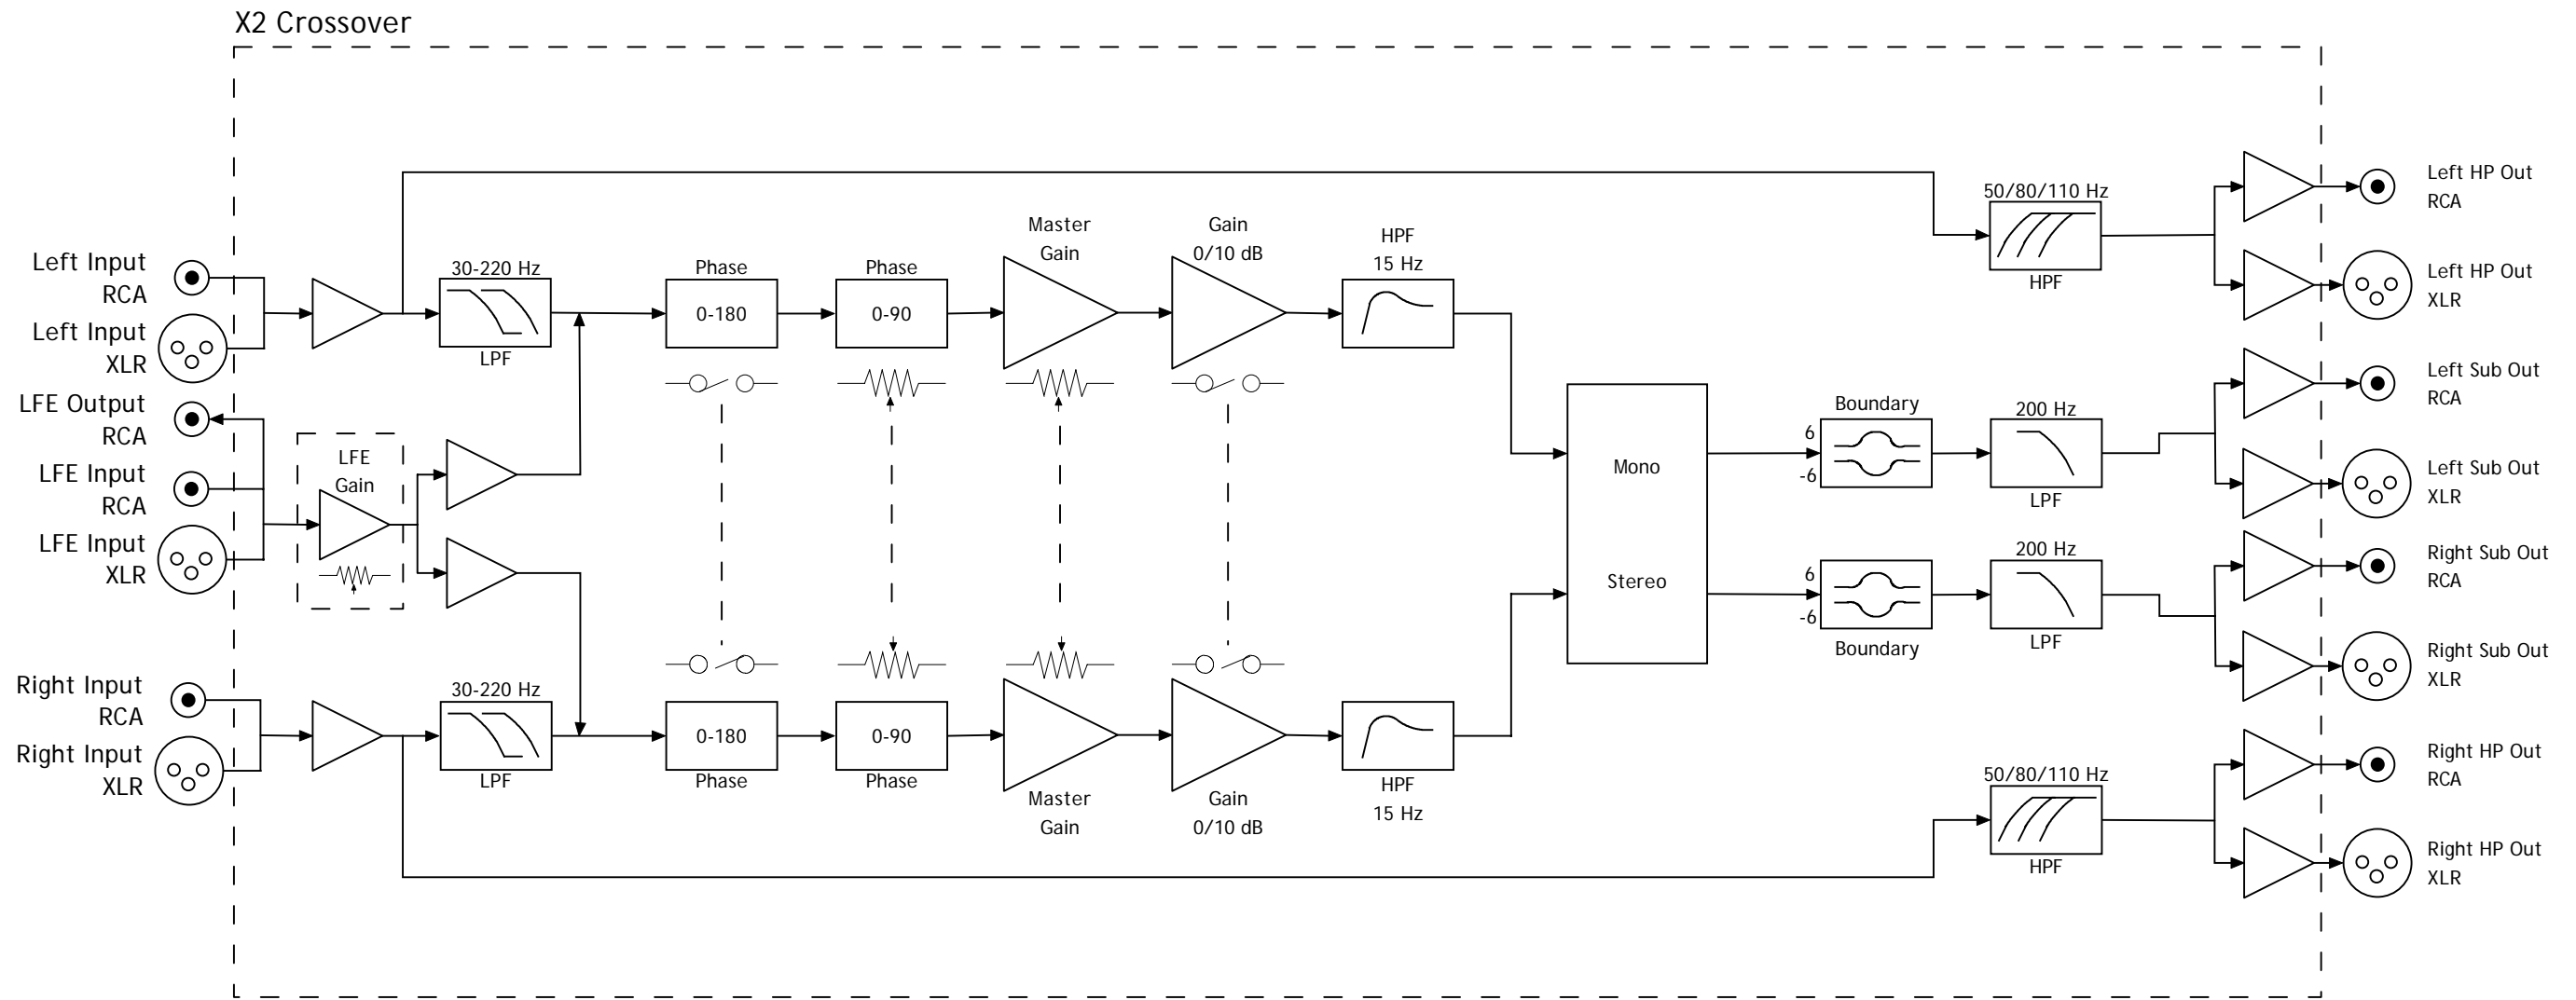 X2 Crossover
Left Input
RCA
Left Input
XLR
LFE Output
RCA
LFE Input
RCA
LFE Input
XLR
Right Input
RCA
Right Input
XLR
LFE
Gain
30-220 Hz
LPF
Phase
0-180
Phase
0-90
Master
Gain
Gain
0/10 dB
HPF
15 Hz
30-220 Hz
LPF
0-180
Phase
0-90
Phase
Master
Gain
Gain
0/10 dB
HPF
15 Hz
Mono
Stereo
Boundary
6
-6
200 Hz
LPF
6
-6
Boundary
200 Hz
LPF
50/80/110 Hz
HPF
50/80/110 Hz
HPF
Left HP Out
RCA
Left HP Out
XLR
Left Sub Out
RCA
Left Sub Out
XLR
Right Sub Out
RCA
Right Sub Out
XLR
Right HP Out
RCA
Right HP Out
XLR